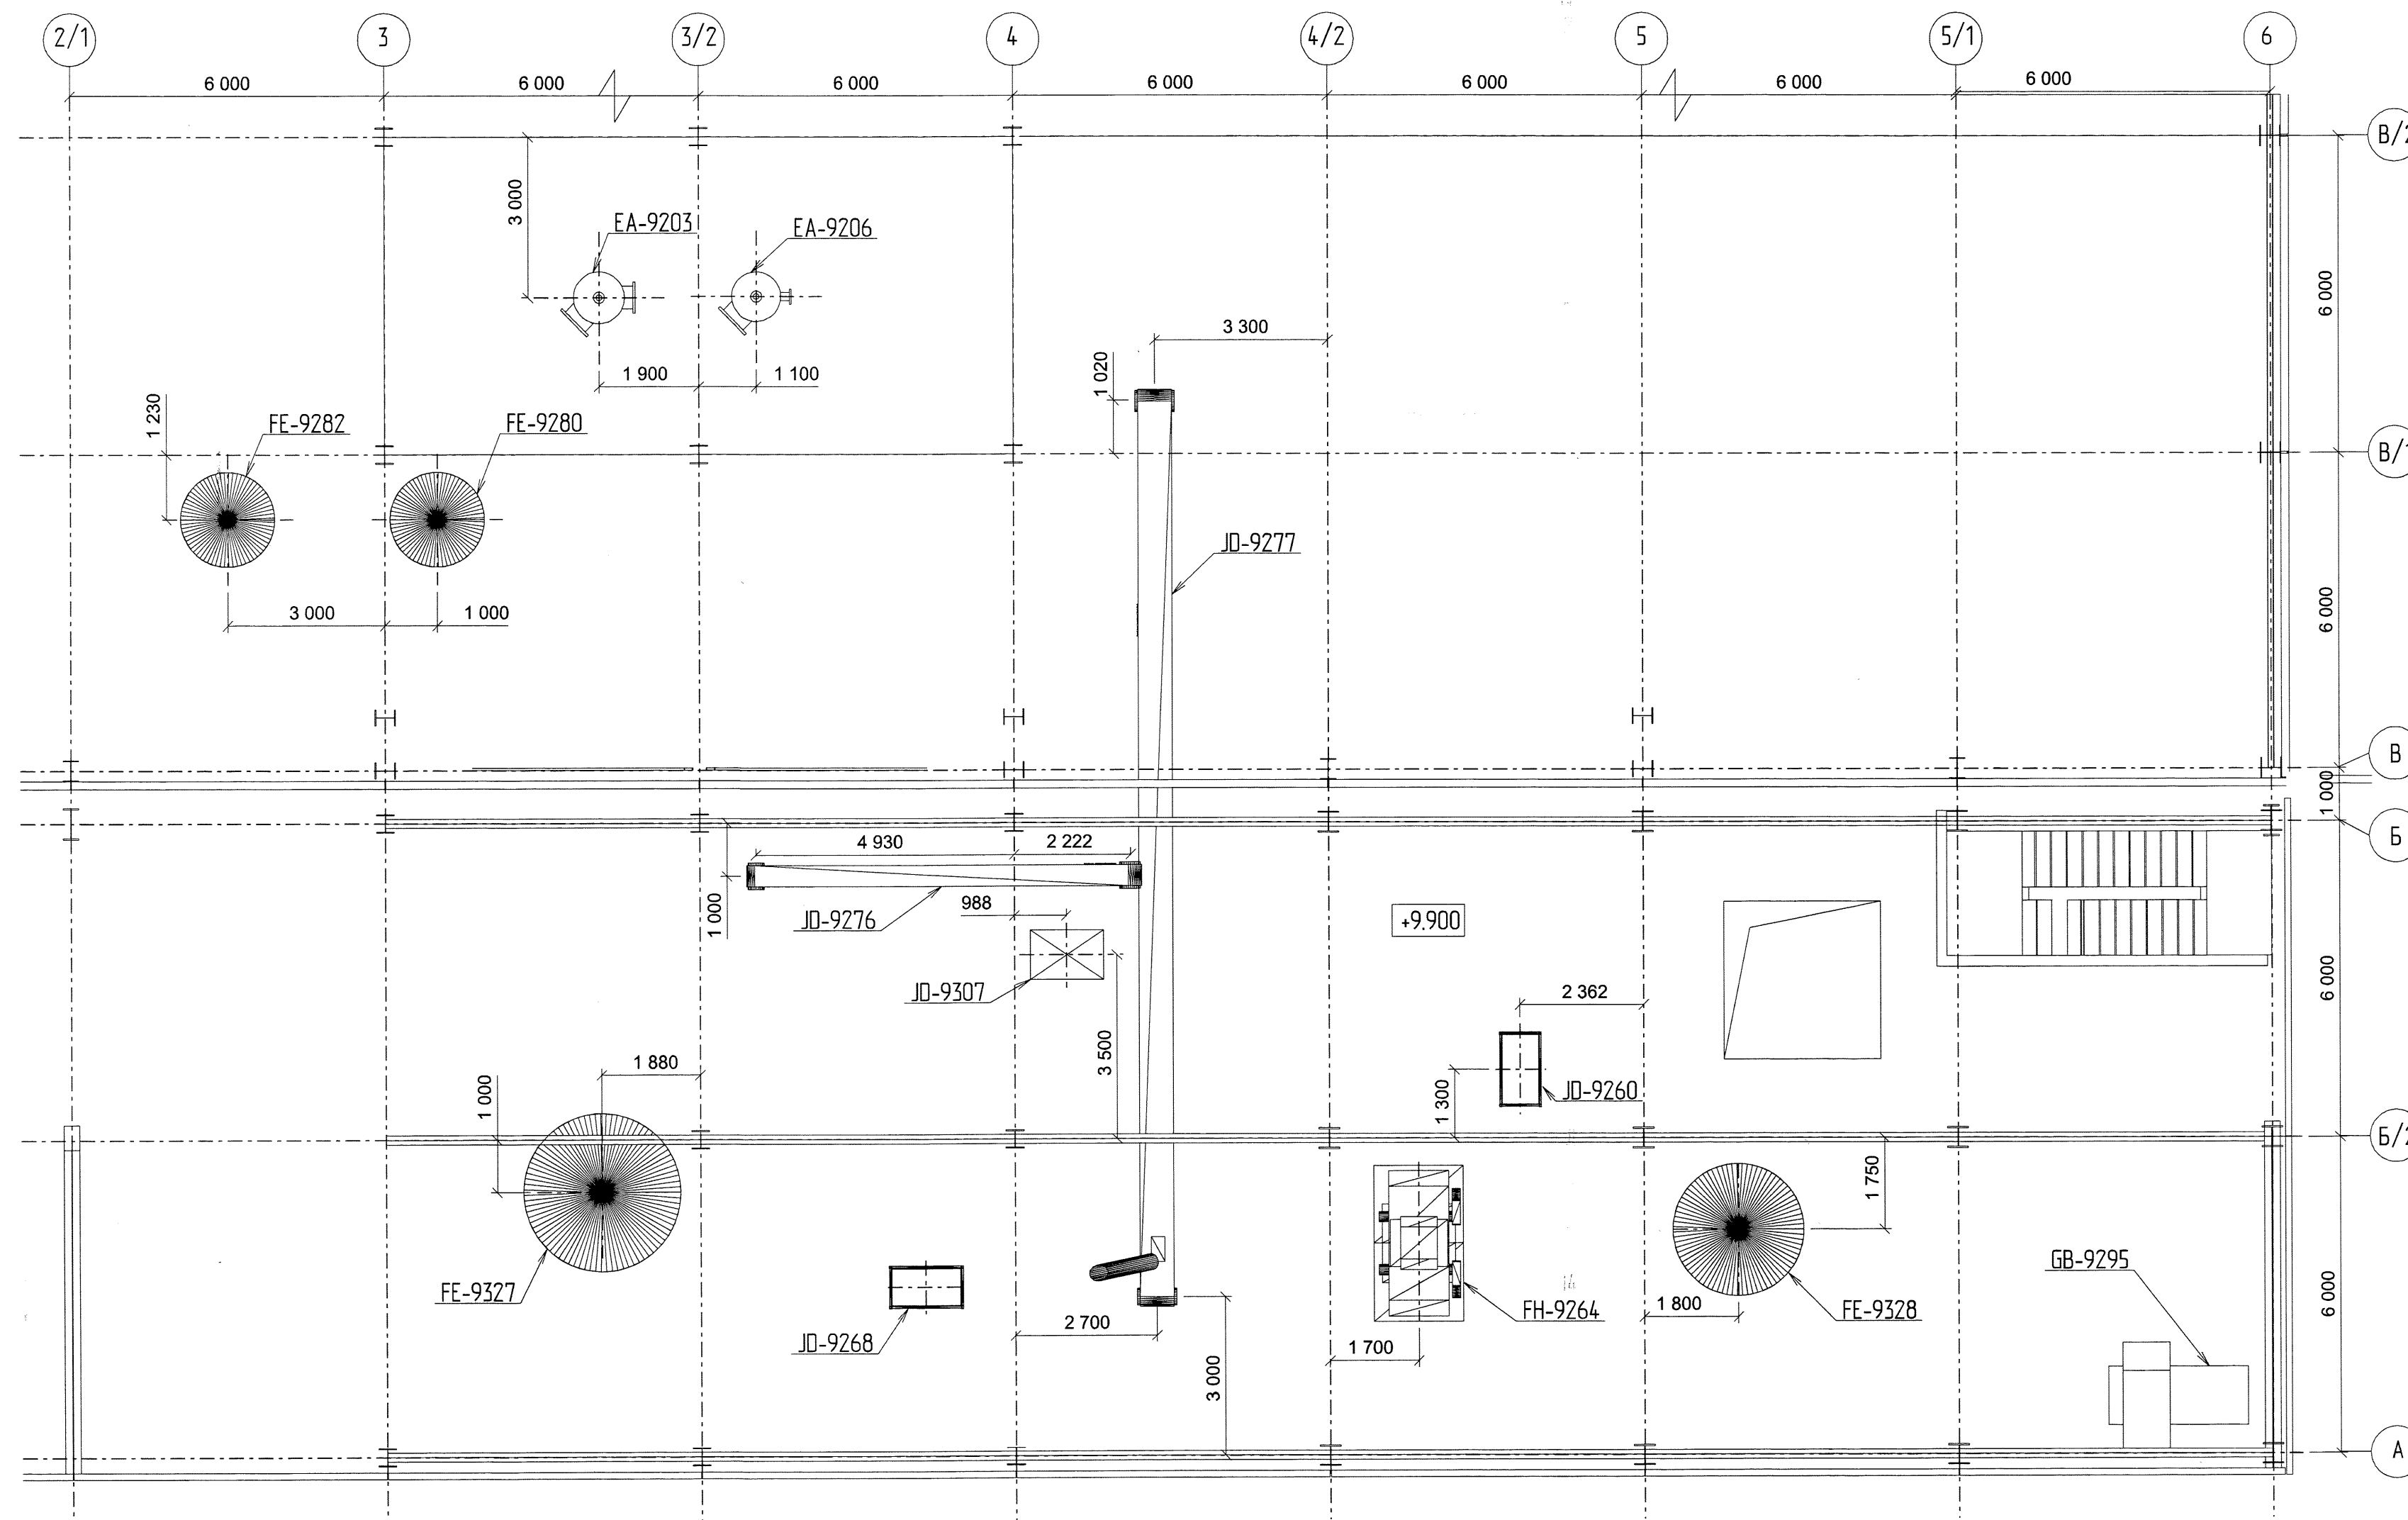 2/1 3 3/2 4 4/2 5 5/1 6
6 000 6 000 6 000 6 000 6 000 6 000 6 000
В/2
3 000
EA-9203 EA-9206
6 000
3 300
1 020
1 900 1 100
1 230
FE-9282 FE-9280
В/1
JD-9277
6 000
3 000 1 000
В
1 000
Б
4 930 2 222
1 000
JD-9276
988
+9.900
JD-9307
6 000
2 362
3 500
1 880
1 000
1 300
JD-9260
Б/2
1 750
GB-9295
FE-9327
6 000
1 800
FH-9264 FE-9328
2 700
JD-9268
1 700
3 000
А